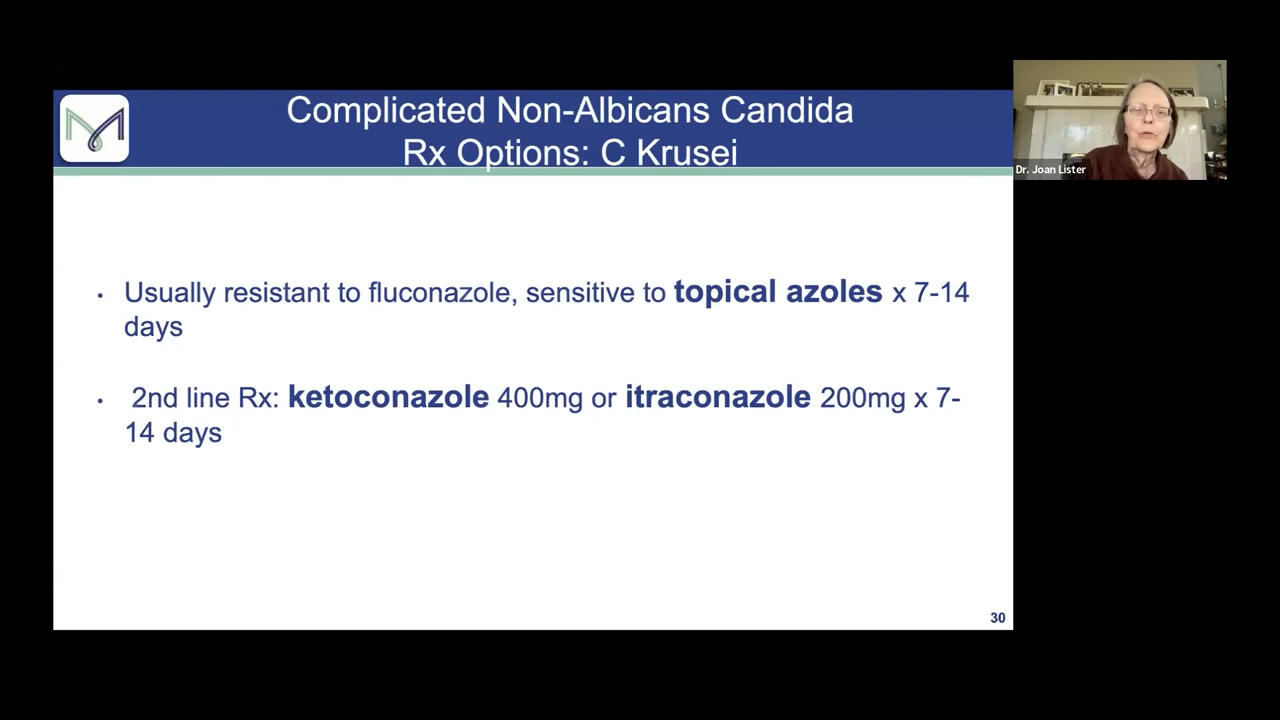 Complicated Non-Albicans Candida
Rx Options: C Krusei
Dr. Joan Lister
• Usually resistant to fluconazole, sensitive to topical azoles x 7-14
days
• 2nd line Rx: ketoconazole 400mg or itraconazole 200mg x 7-
14 days
30